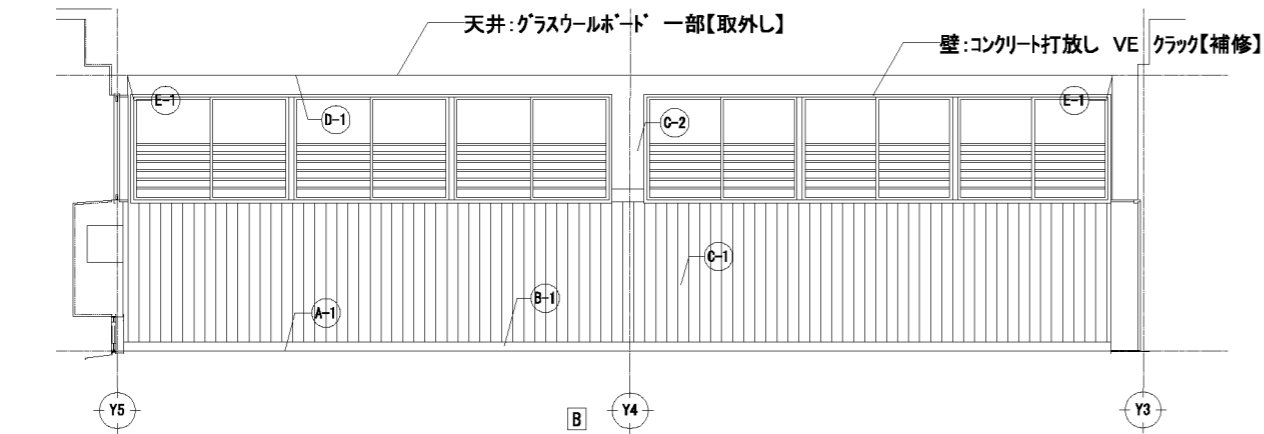 天井:グラスウールボード 一部【取外し】
壁:コンクリート打放し VE クラック【補修】
E-1
D-1
C-2
E-1
C-1
A-1
B-1
Y5
B
Y4
Y3